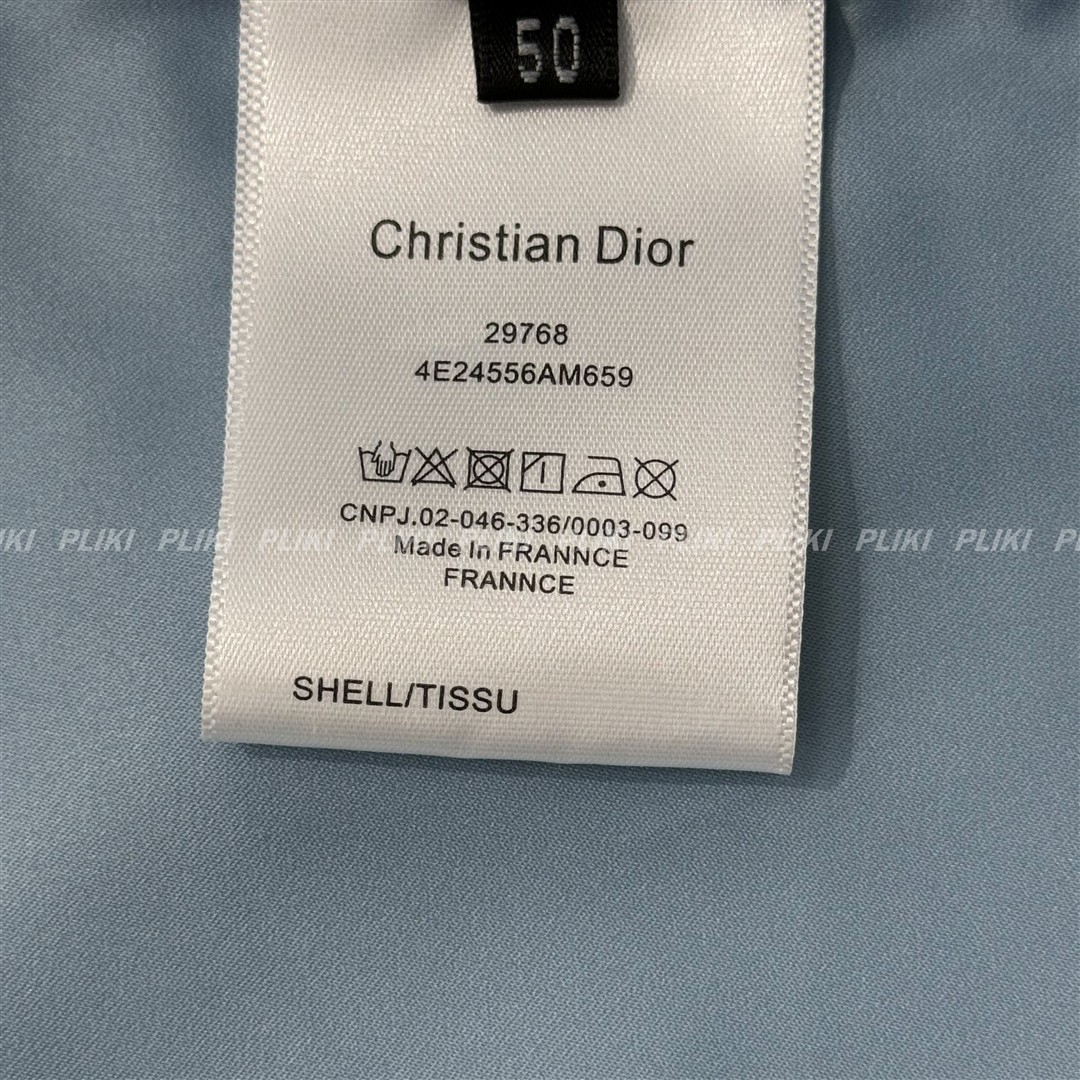 50
Christian Dior
29768
4E24556AM659
CNPJ.02-046-336/0003-099
PLIKI PLIKI PLIKI PLIKI PLIKI PLIKI
Made In FRANNCE
FRANNCE
SHELL/TISSU